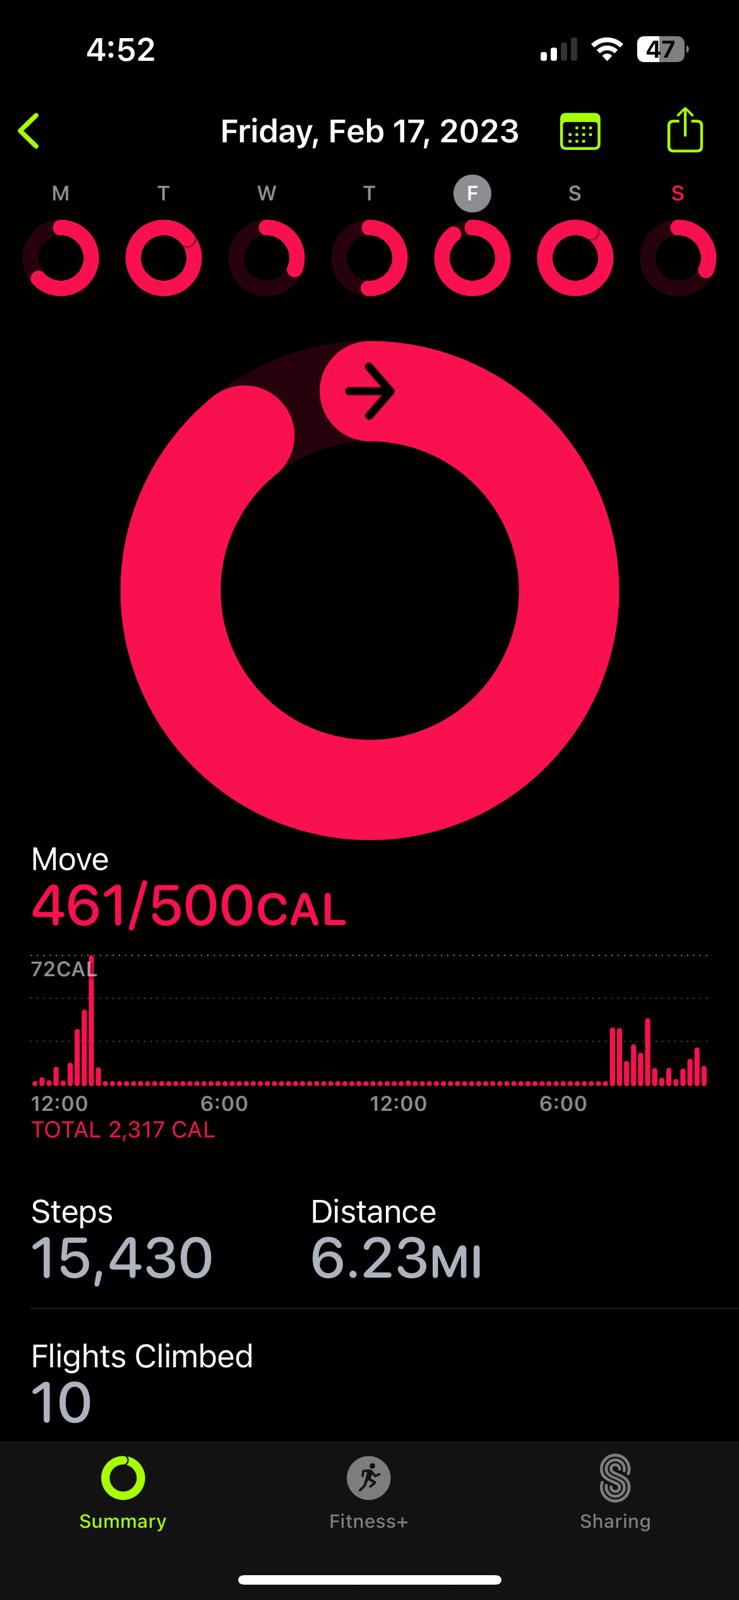 4:52
47
Friday, Feb 17, 2023
M T W T F S S
Move
461/500CAL
72CAL
12:00 6:00 12:00 6:00
TOTAL 2,317 CAL
Steps Distance
15,430 6.23MI
Flights Climbed
10
Summary Fitness+ Sharing